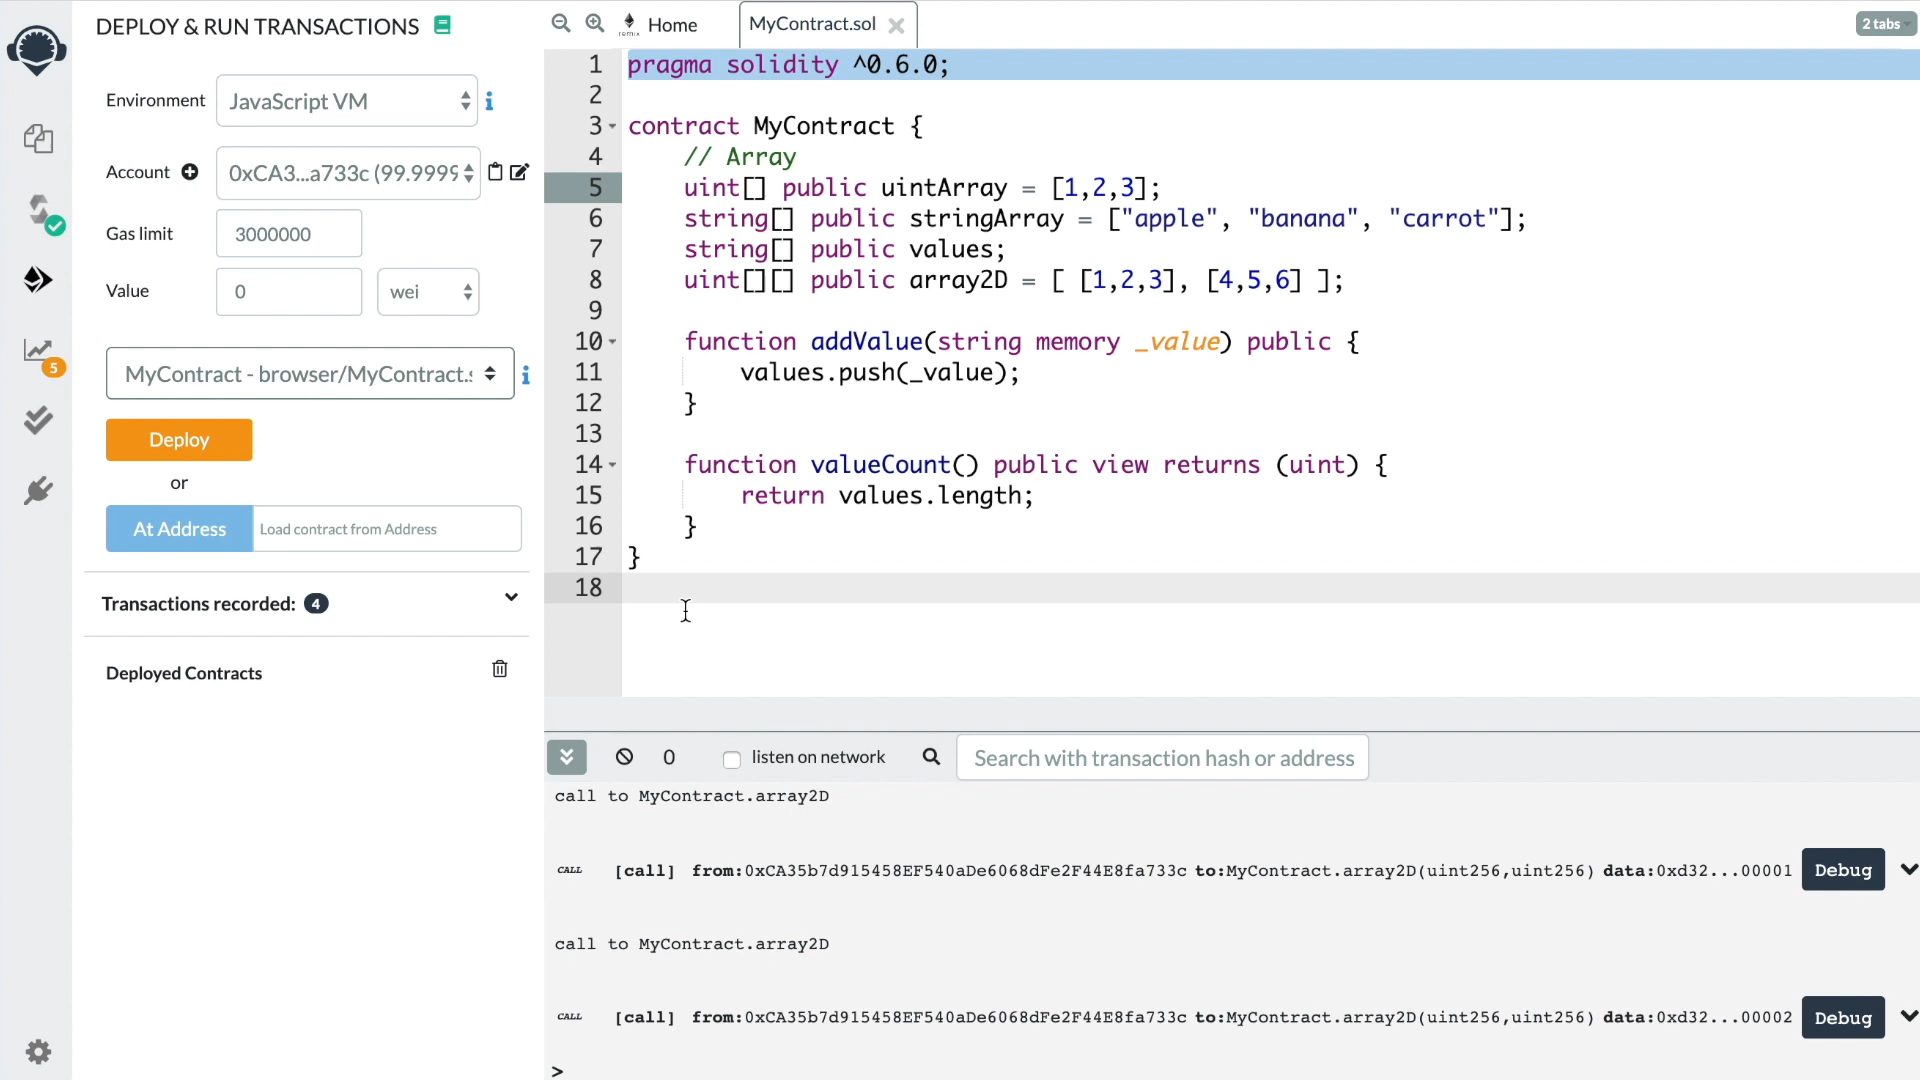 DEPLOY & RUN TRANSACTIONS
Environment
JavaScript VM
Account
0xCA3...a733c (99.9999
Gas limit
3000000
Value
0
wei
MyContract - browser/MyContract.s
Deploy
or
At Address
Load contract from Address
Transactions recorded: 4
Deployed Contracts
5
remix
Home
MyContract.sol
2 tabs
1 pragma solidity ^0.6.0;
2
3 contract MyContract {
4 // Array
5 uint[] public uintArray = [1,2,3];
6 string[] public stringArray = ["apple", "banana", "carrot"];
7 string[] public values;
8 uint[][] public array2D = [ [1,2,3], [4,5,6] ];
9
10 function addValue(string memory _value) public {
11 values.push(_value);
12 }
13
14 function valueCount() public view returns (uint) {
15 return values.length;
16 }
17 }
18
0
listen on network
Search with transaction hash or address
call to MyContract.array2D
CALL [call] from:0xCA35b7d915458EF540aDe6068dFe2F44E8fa733c to:MyContract.array2D(uint256,uint256) data:0xd32...00001 Debug
call to MyContract.array2D
CALL [call] from:0xCA35b7d915458EF540aDe6068dFe2F44E8fa733c to:MyContract.array2D(uint256,uint256) data:0xd32...00002 Debug
>